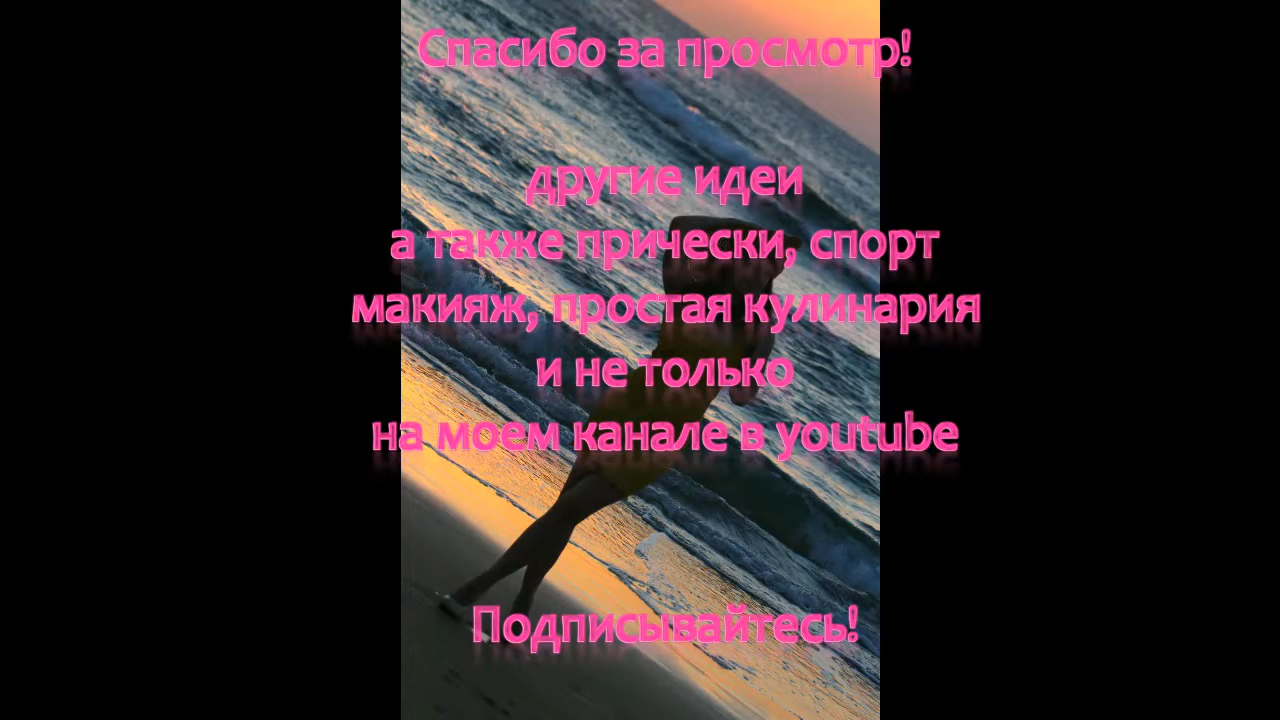 Спасибо за просмотр!
другие идеи
а также прически, спорт
макияж, простая кулинария
и не только
на моем канале в youtube
Подписывайтесь!